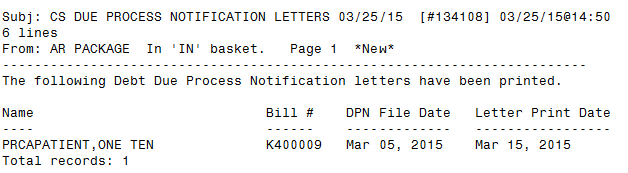 Subj: CS DUE PROCESS NOTIFICATION LETTERS 03/25/15  [#134108] 03/25/15@14:50
6 lines
From: AR PACKAGE  In 'IN' basket.   Page 1  *New*
-------------------------------------------------------------------------
The following Debt Due Process Notification letters have been printed.
Name                             Bill #    DPN File Date   Letter Print Date
----                             ------    -------------   -----------------
PRCAPATIENT,ONE TEN              K400009   Mar 05, 2015    Mar 15, 2015
Total records: 1